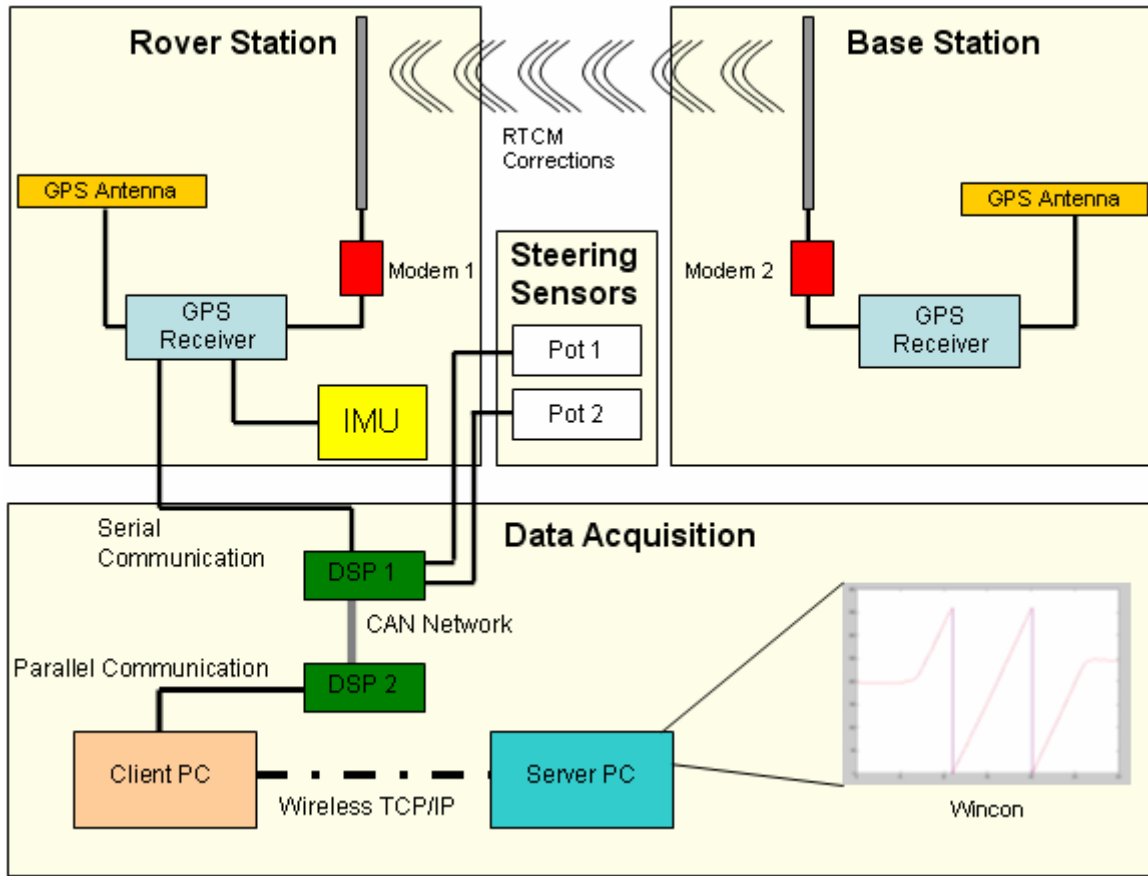 Rover Station
Base Station
RTCM
Corrections
GPS Antenna
GPS Antenna
Modem 1
Steering
Sensors
Modem 2
GPS
Receiver
GPS
Receiver
Pot 1
Pot 2
IMU
Serial
Communication
Data Acquisition
DSP 1
CAN Network
Parallel Communication
DSP 2
Client PC
Server PC
Wireless TCP/IP
Wincon